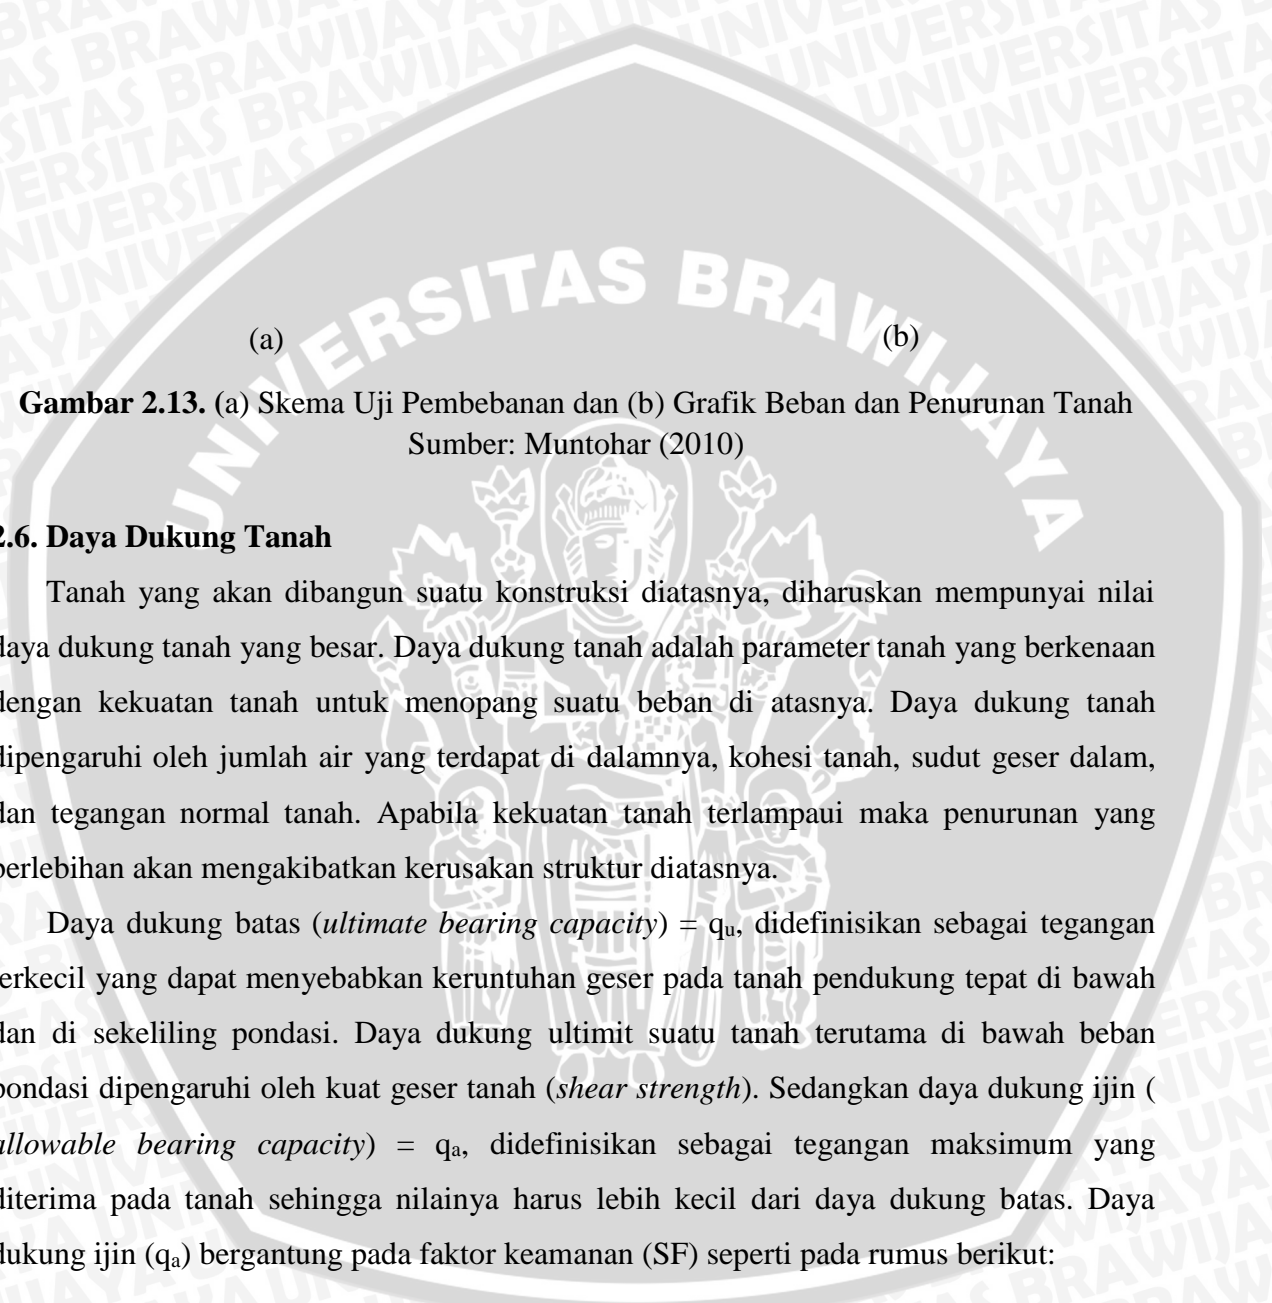 UNIVERSITAS BRAWIJAYA
(a) (b)
Gambar 2.13. (a) Skema Uji Pembebanan dan (b) Grafik Beban dan Penurunan Tanah
Sumber: Muntohar (2010)
2.6. Daya Dukung Tanah
Tanah yang akan dibangun suatu konstruksi diatasnya, diharuskan mempunyai nilai
daya dukung tanah yang besar. Daya dukung tanah adalah parameter tanah yang berkenaan
dengan kekuatan tanah untuk menopang suatu beban di atasnya. Daya dukung tanah
dipengaruhi oleh jumlah air yang terdapat di dalamnya, kohesi tanah, sudut geser dalam,
dan tegangan normal tanah. Apabila kekuatan tanah terlampaui maka penurunan yang
berlebihan akan mengakibatkan kerusakan struktur diatasnya.
Daya dukung batas (ultimate bearing capacity) = qu, didefinisikan sebagai tegangan
terkecil yang dapat menyebabkan keruntuhan geser pada tanah pendukung tepat di bawah
dan di sekeliling pondasi. Daya dukung ultimit suatu tanah terutama di bawah beban
pondasi dipengaruhi oleh kuat geser tanah (shear strength). Sedangkan daya dukung ijin (
allowable bearing capacity) = qa, didefinisikan sebagai tegangan maksimum yang
diterima pada tanah sehingga nilainya harus lebih kecil dari daya dukung batas. Daya
dukung ijin (qa) bergantung pada faktor keamanan (SF) seperti pada rumus berikut: